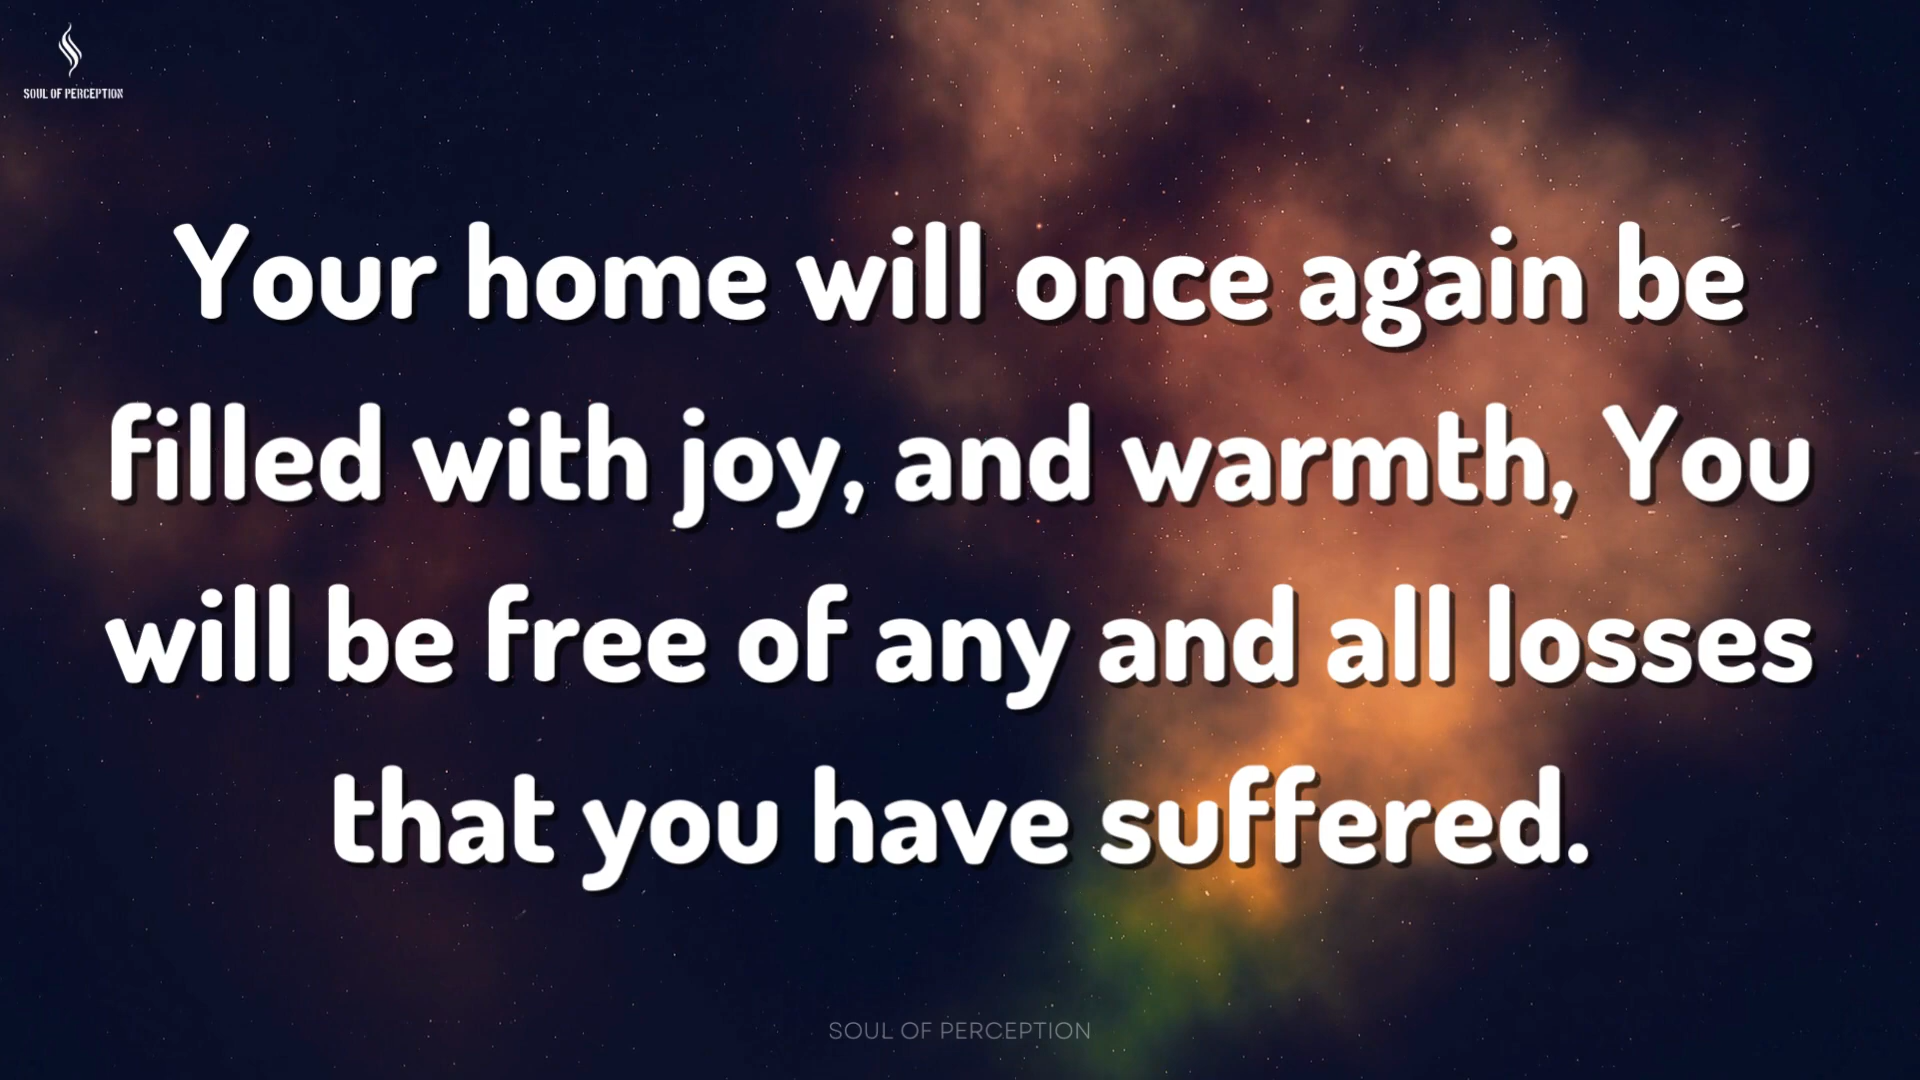 SOUL OF PERCEPTION
Your home will once again be
filled with joy, and warmth, You
will be free of any and all losses
that you have suffered.
SOUL OF PERCEPTION